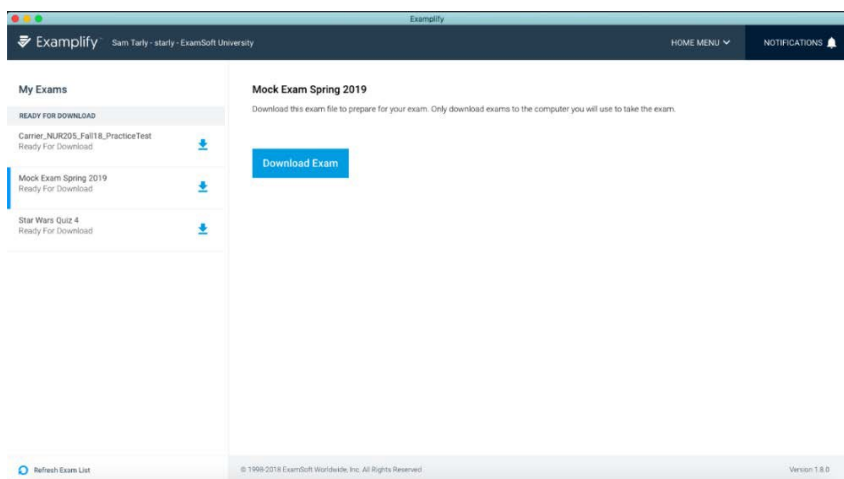 Examplify
Examplify™ Sam Tarly - starly - ExamSoft University HOME MENU NOTIFICATIONS
My Exams
READY FOR DOWNLOAD
Carrier_NUR205_Fall18_PracticeTest
Ready For Download
Mock Exam Spring 2019
Ready For Download
Star Wars Quiz 4
Ready For Download
Mock Exam Spring 2019
Download this exam file to prepare for your exam. Only download exams to the computer you will use to take the exam.
Download Exam
Refresh Exam List © 1998-2018 ExamSoft Worldwide, Inc. All Rights Reserved Version 1.8.0